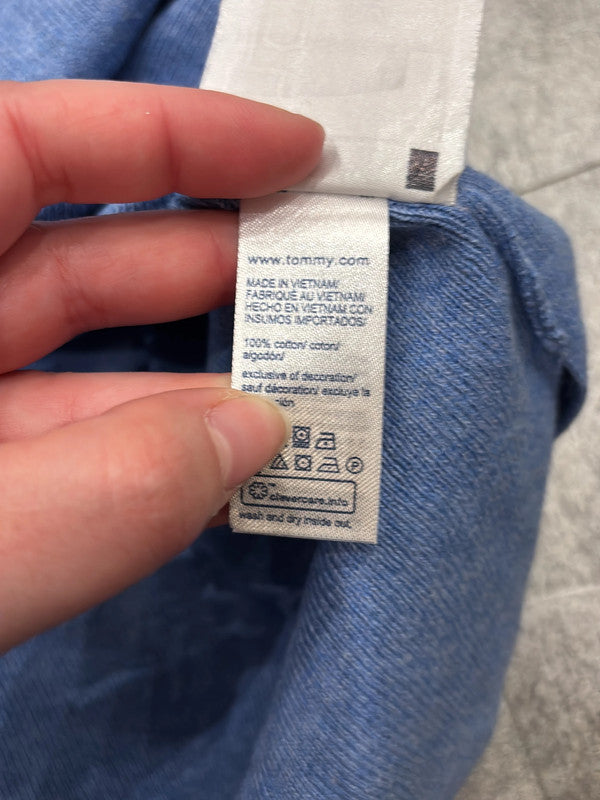 www.tommy.com
MADE IN VIETNAM/
FABRIQUÉ AU VIETNAM/
HECHO EN VIETNAM CON
INSUMOS IMPORTADOS/
100% cotton/ coton/
algodón/
exclusive of decoration/
sauf décoration/ excluye la
clevercare.info
wash and dry inside out.